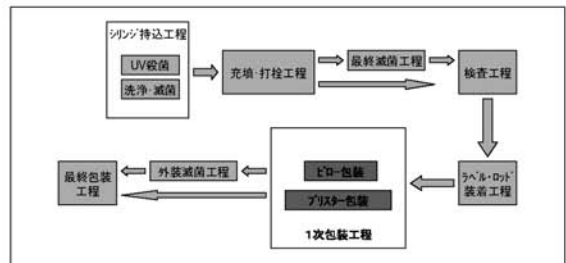 ｼﾘﾝｼﾞ持込工程
UV殺菌
洗浄・滅菌
充填・打栓工程
最終滅菌工程
検査工程
ﾗﾍﾞﾙ・ﾛｯﾄﾞ
装着工程
ﾋﾟﾛｰ包装
ﾌﾞﾘｽﾀｰ包装
1次包装工程
外装滅菌工程
最終包装
工程